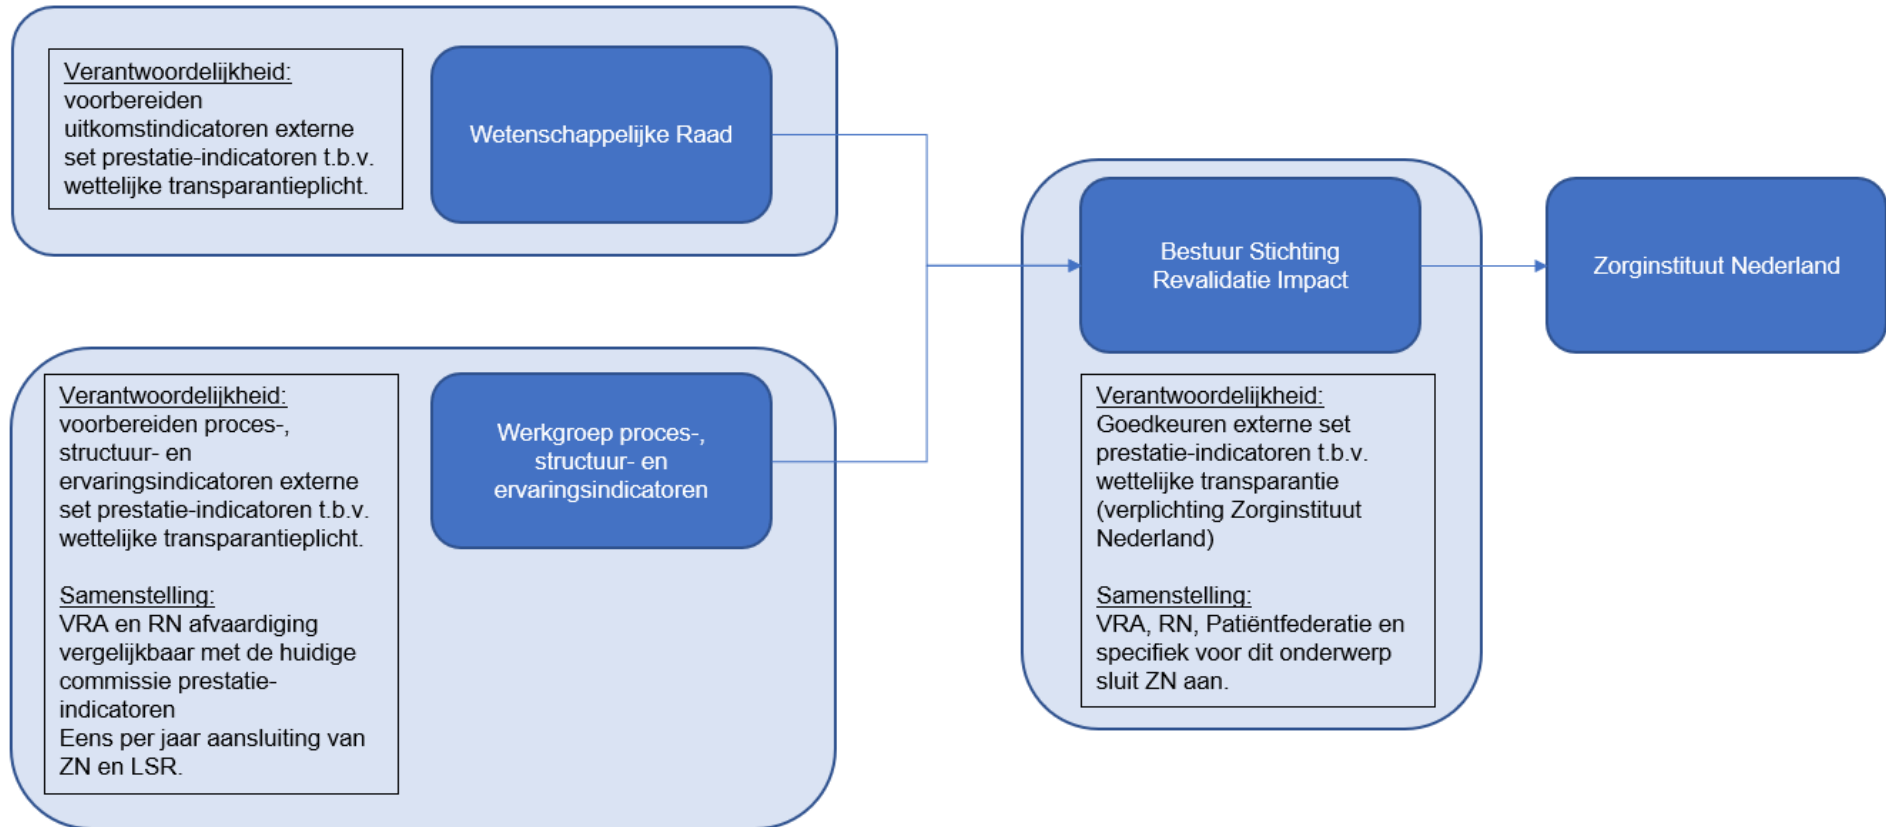 Verantwoordelijkheid:
voorbereiden
uitkomstindicatoren externe
set prestatie-indicatoren t.b.v.
wettelijke transparantieplicht.
Wetenschappelijke Raad
Verantwoordelijkheid:
voorbereiden proces-,
structuur- en
ervaringsindicatoren externe
set prestatie-indicatoren t.b.v.
wettelijke transparantieplicht.
Samenstelling:
VRA en RN afvaardiging
vergelijkbaar met de huidige
commissie prestatie-
indicatoren
Eens per jaar aansluiting van
ZN en LSR.
Werkgroep proces-,
structuur- en
ervaringsindicatoren
Bestuur Stichting
Revalidatie Impact
Verantwoordelijkheid:
Goedkeuren externe set
prestatie-indicatoren t.b.v.
wettelijke transparantie
(verplichting Zorginstituut
Nederland)
Samenstelling:
VRA, RN, Patiëntfederatie en
specifiek voor dit onderwerp
sluit ZN aan.
Zorginstituut Nederland